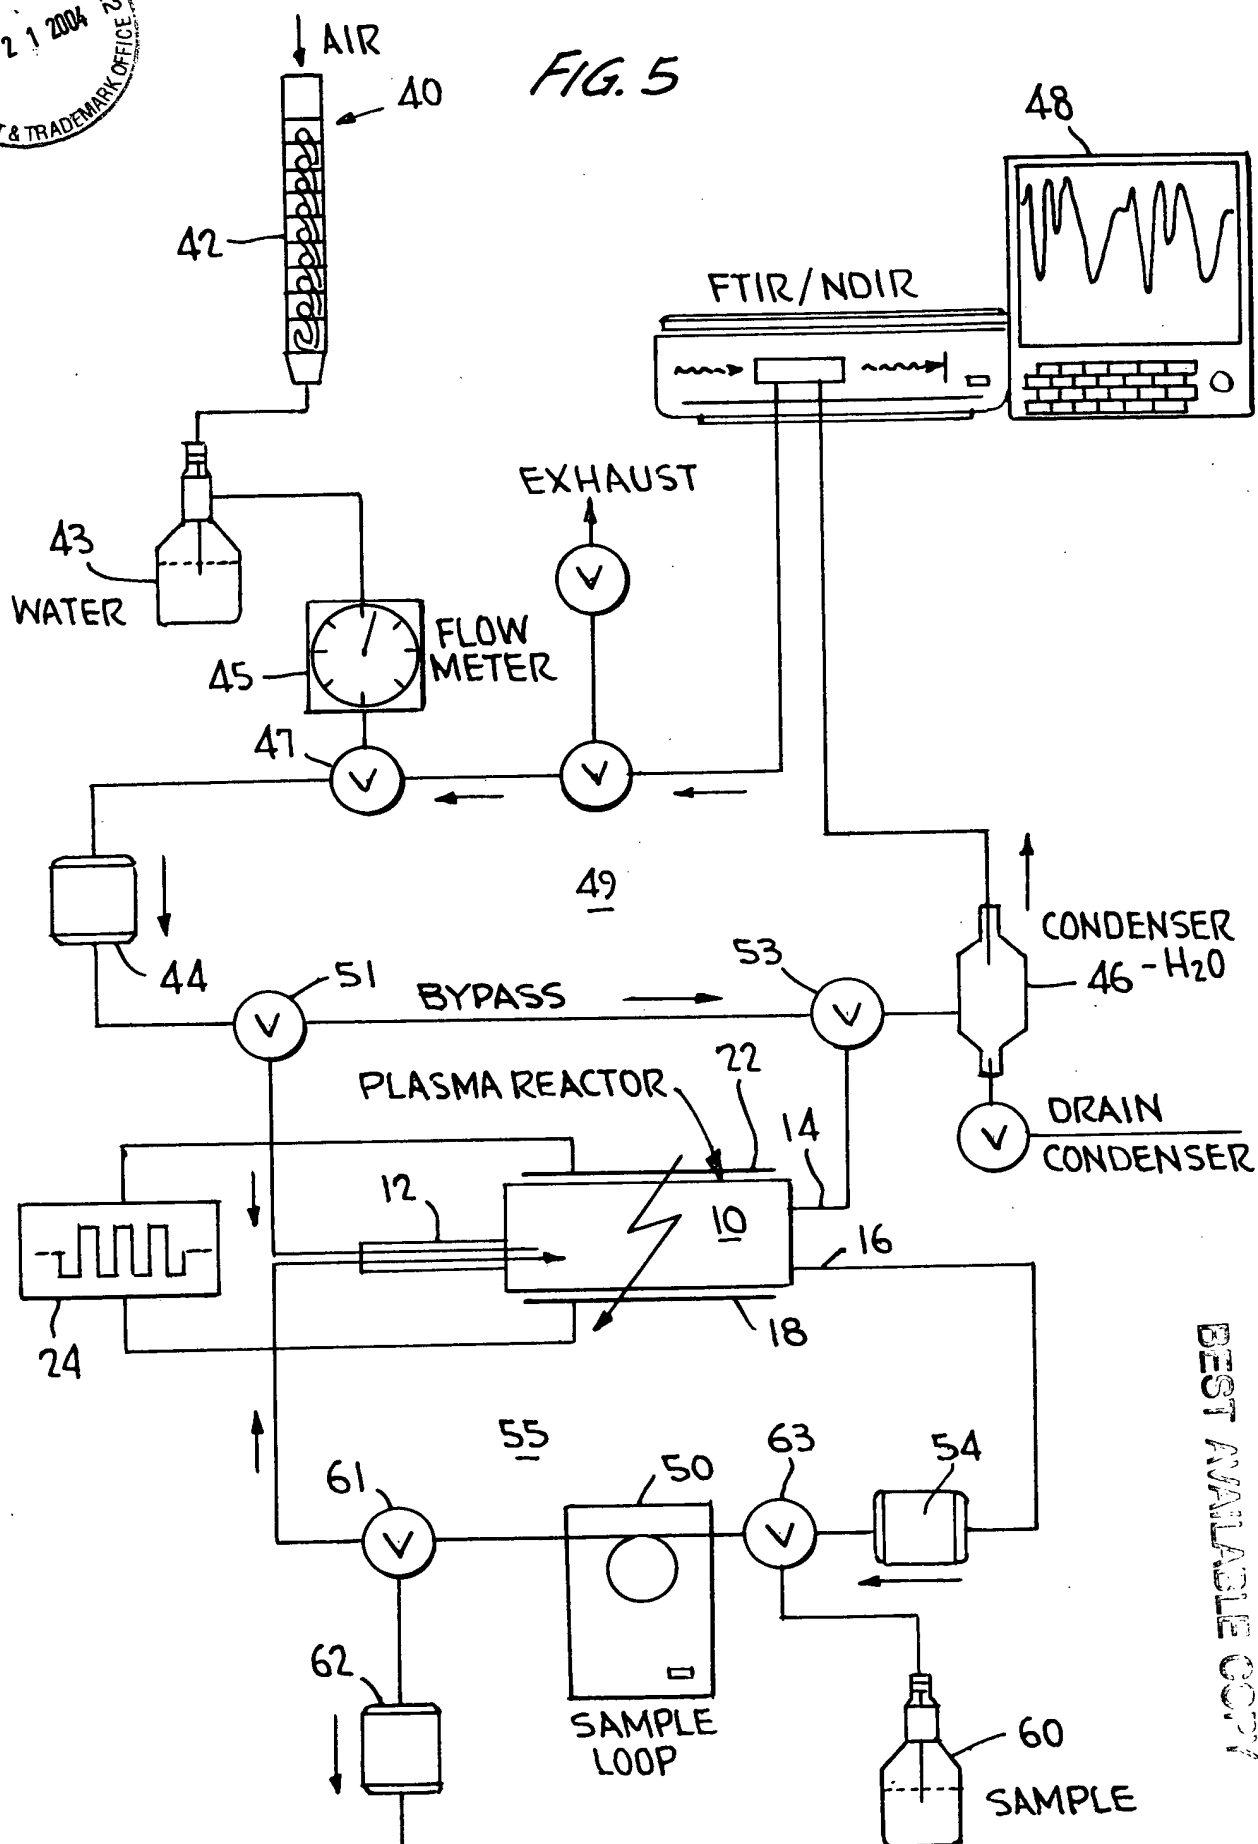 2 1 2004
T & TRADEMARK OFFICE
AIR
FIG. 5
40
48
42
FTIR/NDIR
EXHAUST
43
WATER
V
FLOW
METER
45
47
V
V
49
44
CONDENSER
46 - H2O
51
53
BYPASS
V
V
PLASMA REACTOR
22
14
DRAIN
CONDENSER
V
12
10
16
18
24
55
50
63
54
61
V
V
62
SAMPLE
LOOP
60
SAMPLE
BEST AVAILABLE COPY